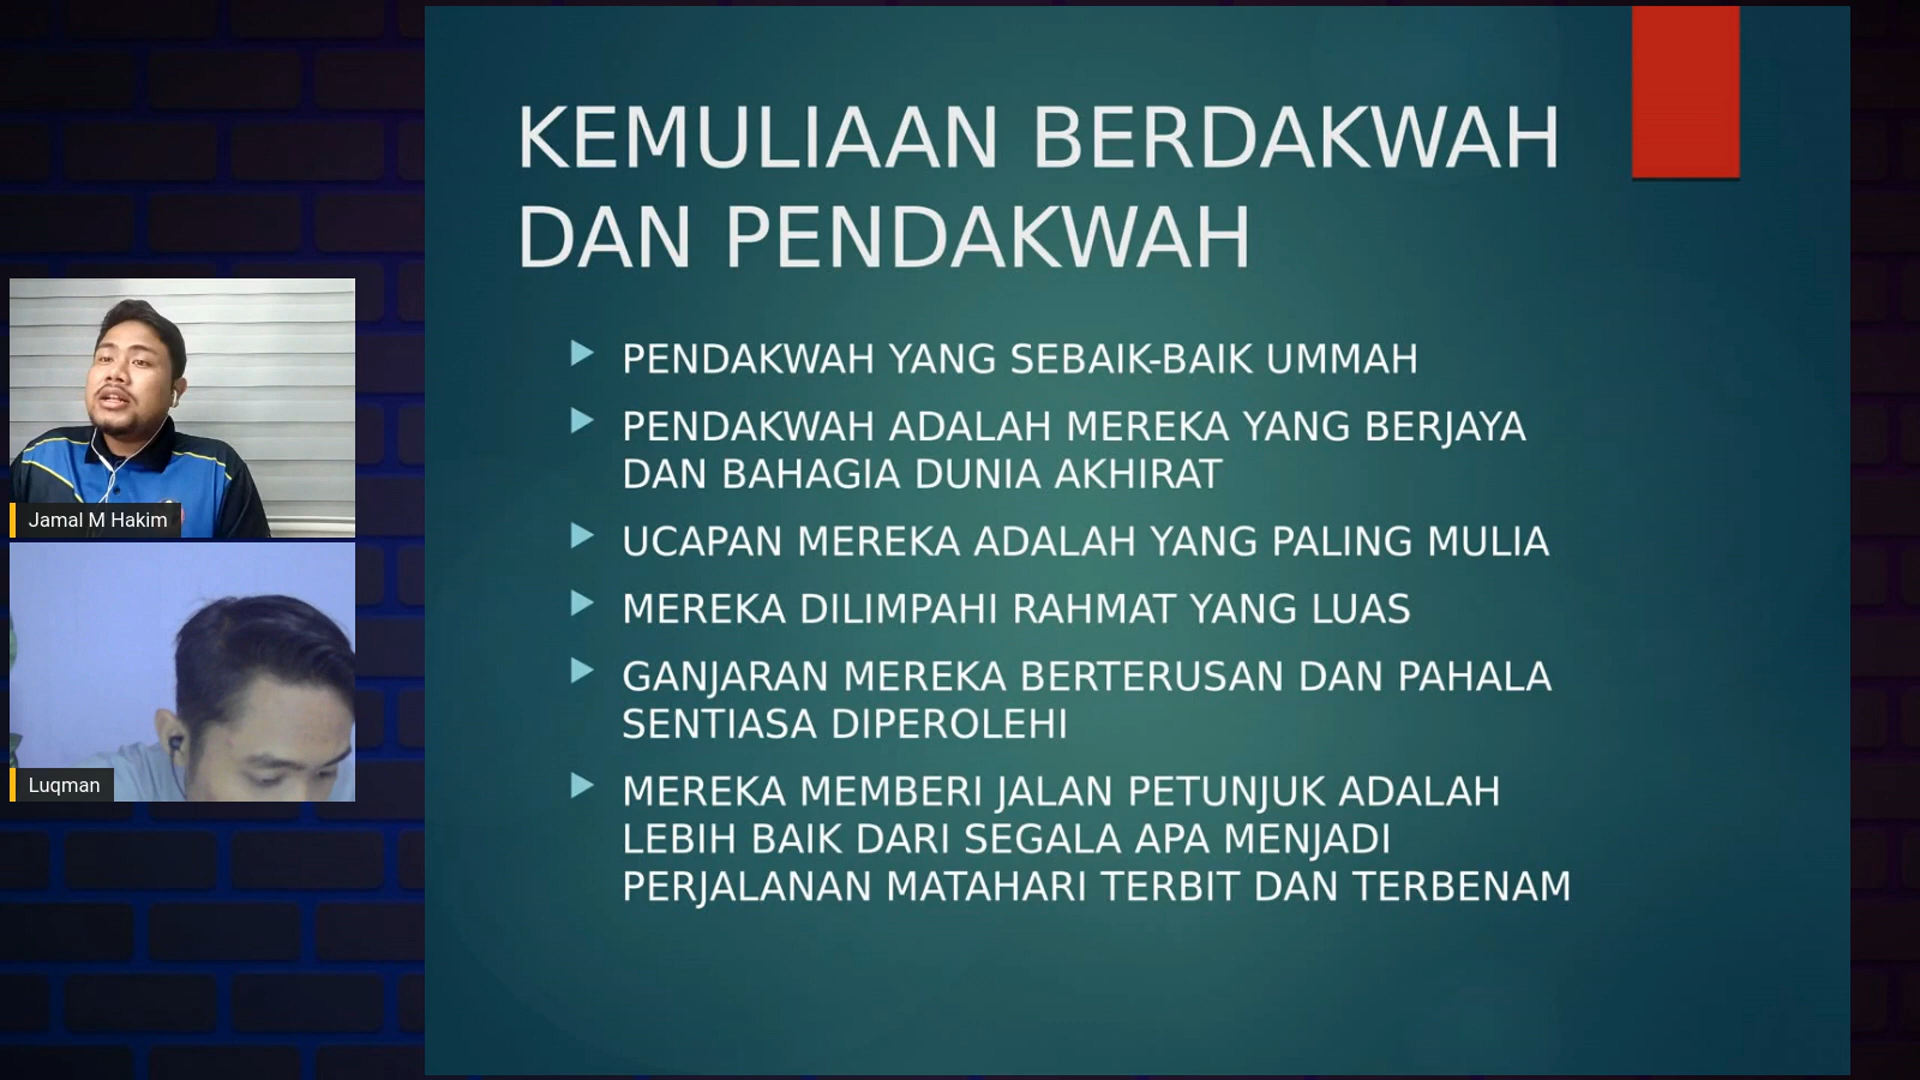 KEMULIAAN BERDAKWAH
DAN PENDAKWAH
PENDAKWAH YANG SEBAIK-BAIK UMMAH
PENDAKWAH ADALAH MEREKA YANG BERJAYA
DAN BAHAGIA DUNIA AKHIRAT
UCAPAN MEREKA ADALAH YANG PALING MULIA
MEREKA DILIMPAHI RAHMAT YANG LUAS
GANJARAN MEREKA BERTERUSAN DAN PAHALA
SENTIASA DIPEROLEHI
MEREKA MEMBERI JALAN PETUNJUK ADALAH
LEBIH BAIK DARI SEGALA APA MENJADI
PERJALANAN MATAHARI TERBIT DAN TERBENAM
Jamal M Hakim
Luqman